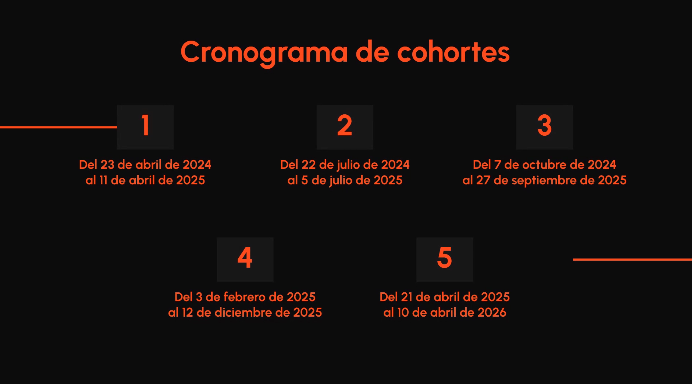 Cronograma de cohortes
1
Del 23 de abril de 2024
al 11 de abril de 2025
2
Del 22 de julio de 2024
al 5 de julio de 2025
3
Del 7 de octubre de 2024
al 27 de septiembre de 2025
4
Del 3 de febrero de 2025
al 12 de diciembre de 2025
5
Del 21 de abril de 2025
al 10 de abril de 2026